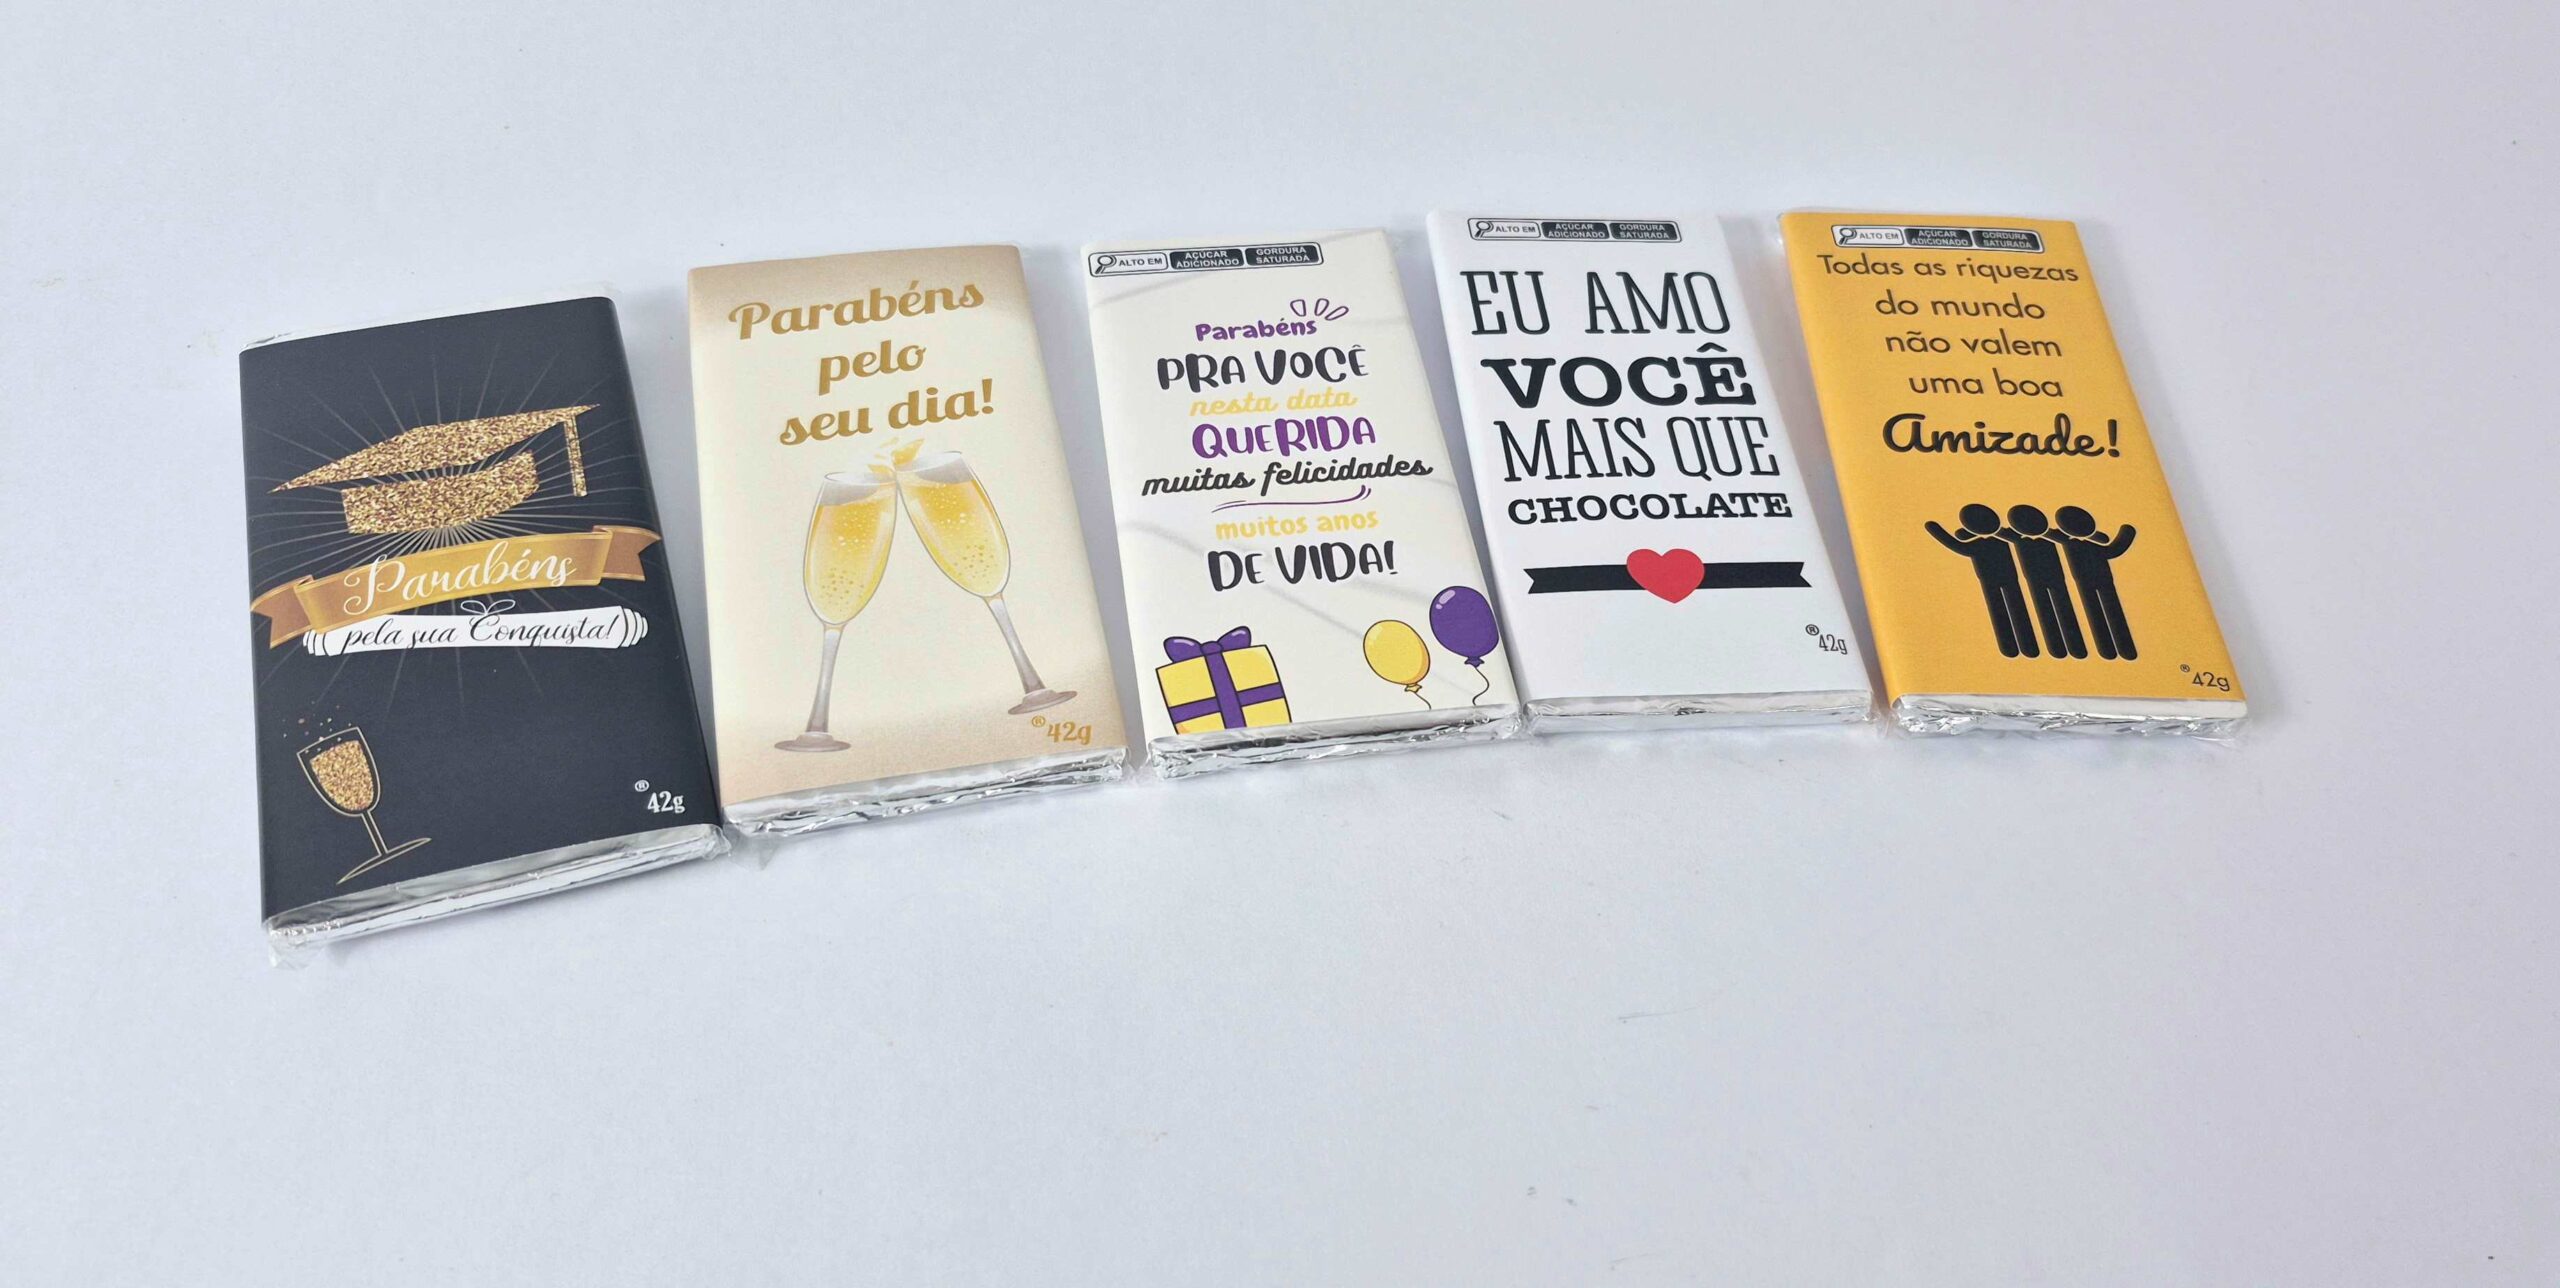 Parabéns
pela sua Conquista!
®42g
Parabéns
pelo
seu dia!
®42g
ALTO EM AÇÚCAR ADICIONADO GORDURA SATURADA
Parabéns
PRA VOCÊ
nesta data
QUERIDA
muitas felicidades
muitos anos
DE VIDA!
ALTO EM AÇÚCAR ADICIONADO GORDURA SATURADA
EU AMO
VOCÊ
MAIS QUE
CHOCOLATE
®42g
ALTO EM AÇÚCAR ADICIONADO GORDURA SATURADA
Todas as riquezas
do mundo
não valem
uma boa
Amizade!
®42g